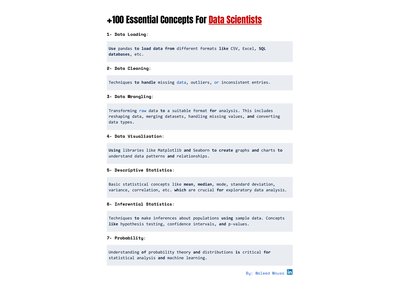 +100 Essential Concepts For Data Scientists
1- Data Loading:
Use pandas to load data from different formats like CSV, Excel, SQL
databases, etc.
2- Data Cleaning:
Techniques to handle missing data, outliers, or inconsistent entries.
3- Data Wrangling:
Transforming raw data to a suitable format for analysis. This includes
reshaping data, merging datasets, handling missing values, and converting
data types.
4- Data Visualization:
Using libraries like Matplotlib and Seaborn to create graphs and charts to
understand data patterns and relationships.
5- Descriptive Statistics:
Basic statistical concepts like mean, median, mode, standard deviation,
variance, correlation, etc. which are crucial for exploratory data analysis.
6- Inferential Statistics:
Techniques to make inferences about populations using sample data. Concepts
like hypothesis testing, confidence intervals, and p-values.
7- Probability:
Understanding of probability theory and distributions is critical for
statistical analysis and machine learning.
By: Waleed Mousa in